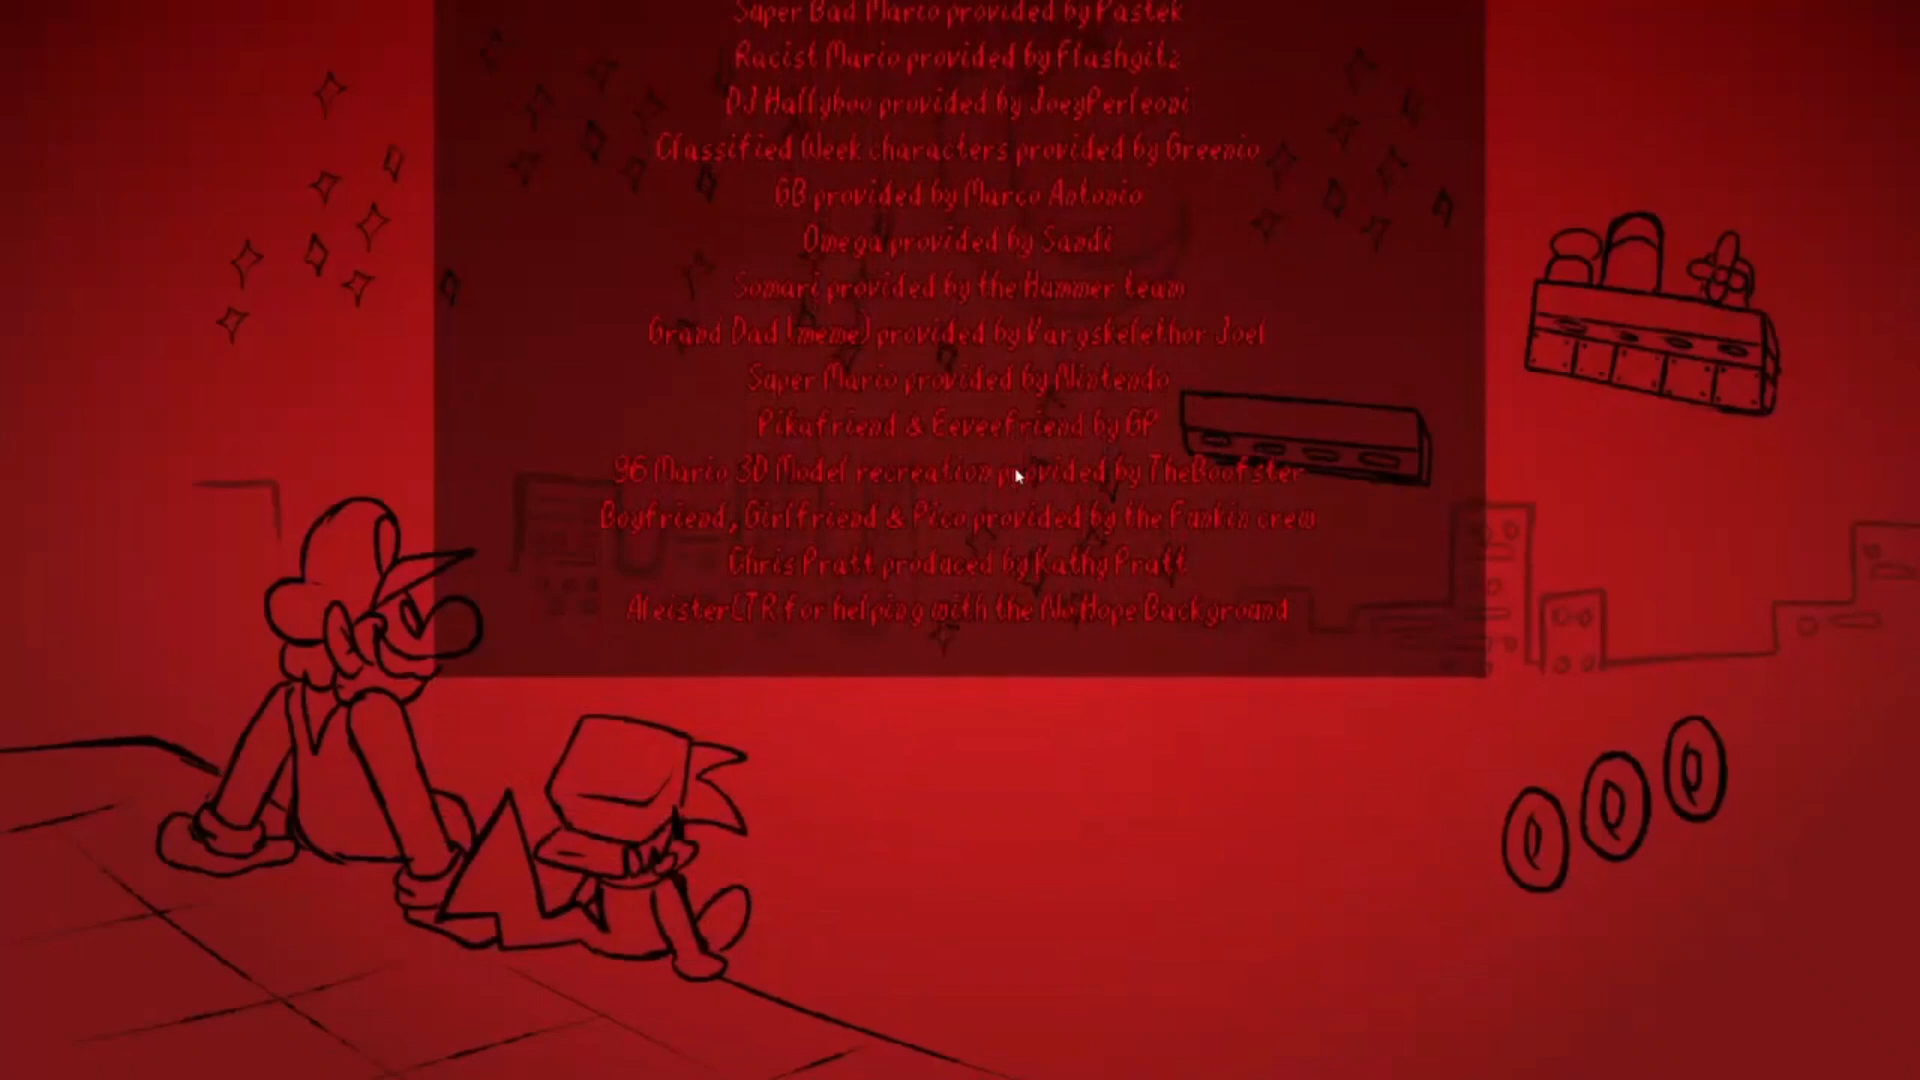 Super Bad Mario provided by Pastek
Racist Mario provided by Flashgitz
DJ Hallyboo provided by JoeyPerleoni
Classified Week characters provided by Greenio
GB provided by Marco Antonio
Omega provided by Sandi
Somari provided by the Hummer team
Grand Dad (meme) provided by Vargskelethor Joel
Super Mario provided by Nintendo
Pikafriend & Eeveefriend by GP
96 Mario 3D Model recreation provided by TheBoofster
Boyfriend, Girlfriend & Pico provided by the Funkin crew
Chris Pratt produced by Kathy Pratt
AleisterLTR for helping with the No Hope Background